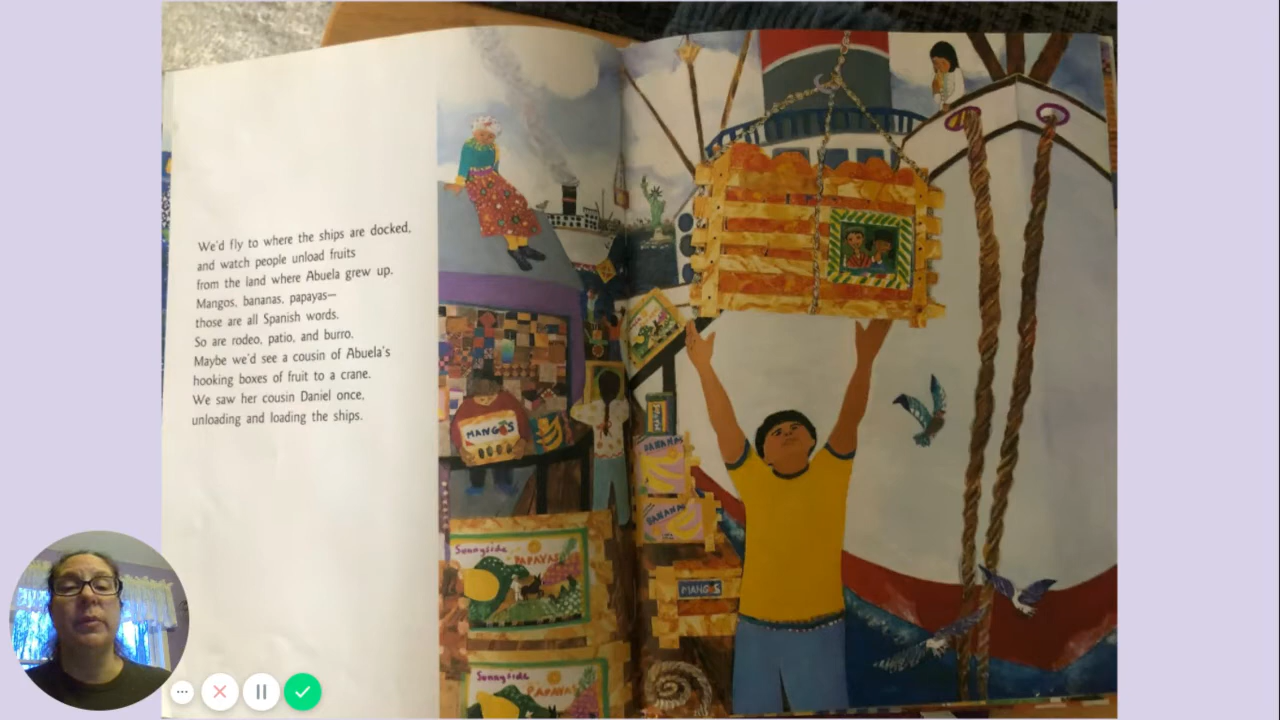 We'd fly to where the ships are docked,
and watch people unload fruits
from the land where Abuela grew up.
Mangos, bananas, papayas—
those are all Spanish words.
So are rodeo, patio, and burro.
Maybe we'd see a cousin of Abuela's
hooking boxes of fruit to a crane.
We saw her cousin Daniel once,
unloading and loading the ships.
MANGOS
BANANAS
BANANAS
MANGOS
Sunnyside
PAPAYAS
Sunnyside
PAPAYAS